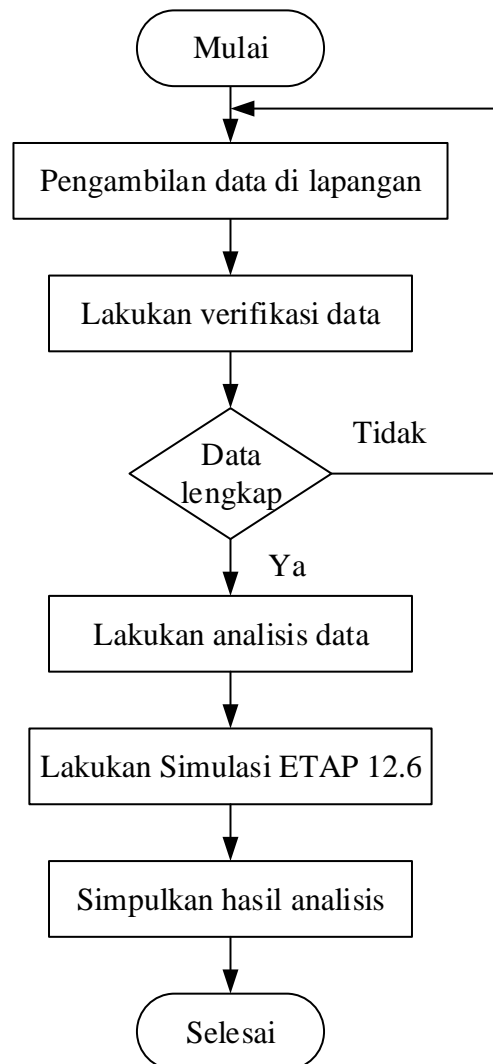 Mulai
Pengambilan data di lapangan
Lakukan verifikasi data
Tidak
Data
lengkap
Ya
Lakukan analisis data
Lakukan Simulasi ETAP 12.6
Simpulkan hasil analisis
Selesai